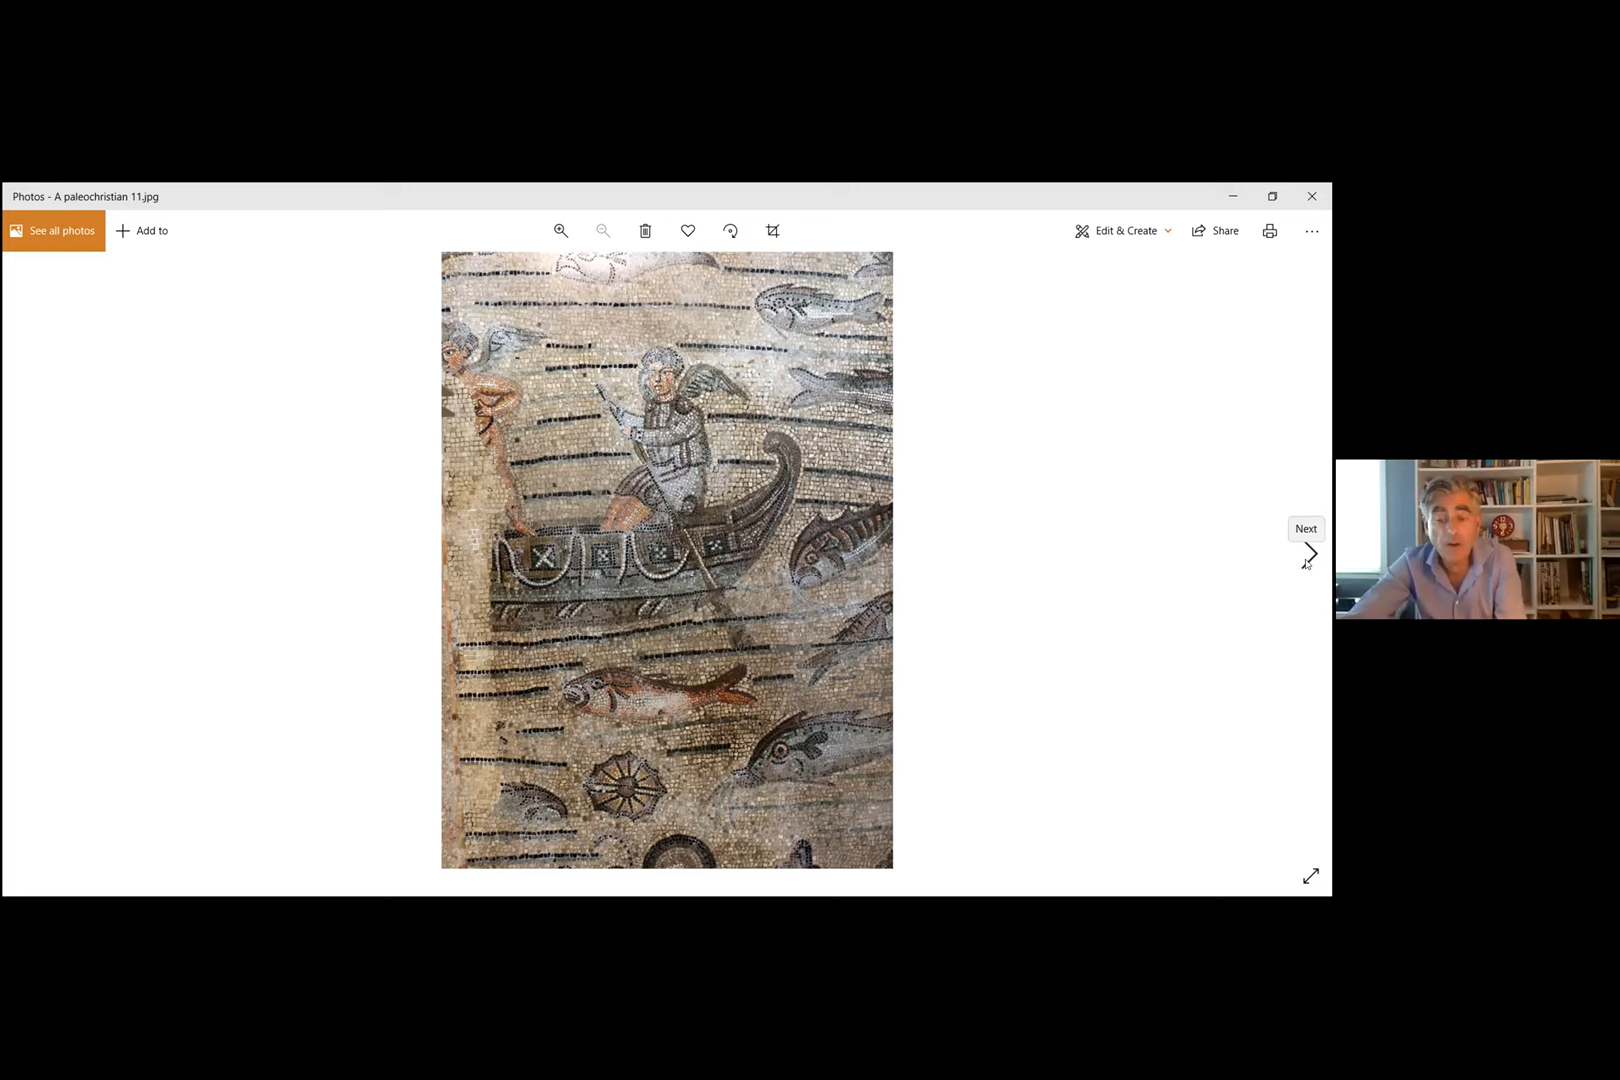 Photos - A paleochristian 11.jpg
See all photos
Add to
Edit & Create
Share
Next